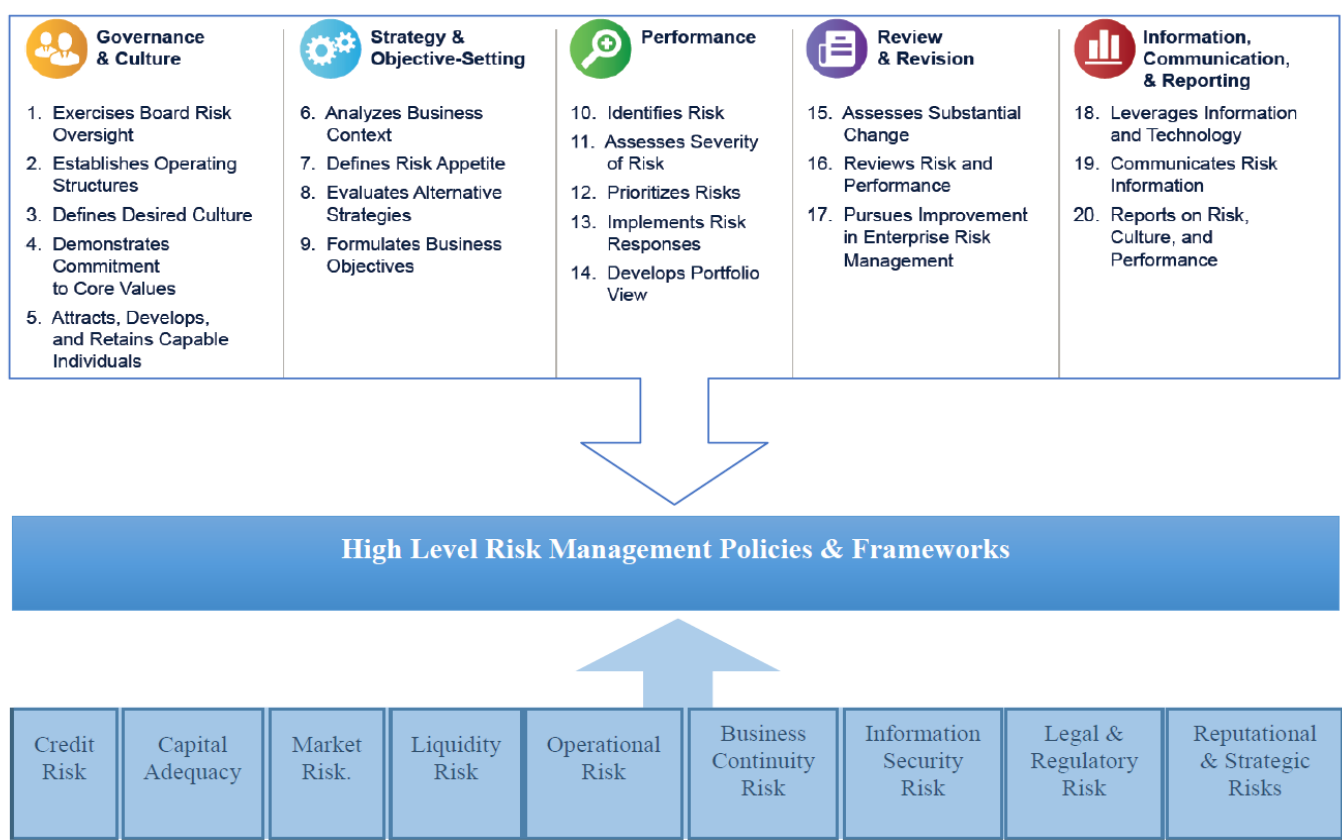 Governance
& Culture
1. Exercises Board Risk
Oversight
2. Establishes Operating
Structures
3. Defines Desired Culture
4. Demonstrates
Commitment
to Core Values
5. Attracts, Develops,
and Retains Capable
Individuals
Strategy &
Objective-Setting
6. Analyzes Business
Context
7. Defines Risk Appetite
8. Evaluates Alternative
Strategies
9. Formulates Business
Objectives
Performance
10. Identifies Risk
11. Assesses Severity
of Risk
12. Prioritizes Risks
13. Implements Risk
Responses
14. Develops Portfolio
View
Review
& Revision
15. Assesses Substantial
Change
16. Reviews Risk and
Performance
17. Pursues Improvement
in Enterprise Risk
Management
Information,
Communication,
& Reporting
18. Leverages Information
and Technology
19. Communicates Risk
Information
20. Reports on Risk,
Culture, and
Performance
High Level Risk Management Policies & Frameworks
Credit
Risk
Capital
Adequacy
Market
Risk.
Liquidity
Risk
Operational
Risk
Business
Continuity
Risk
Information
Security
Risk
Legal &
Regulatory
Risk
Reputational
& Strategic
Risks